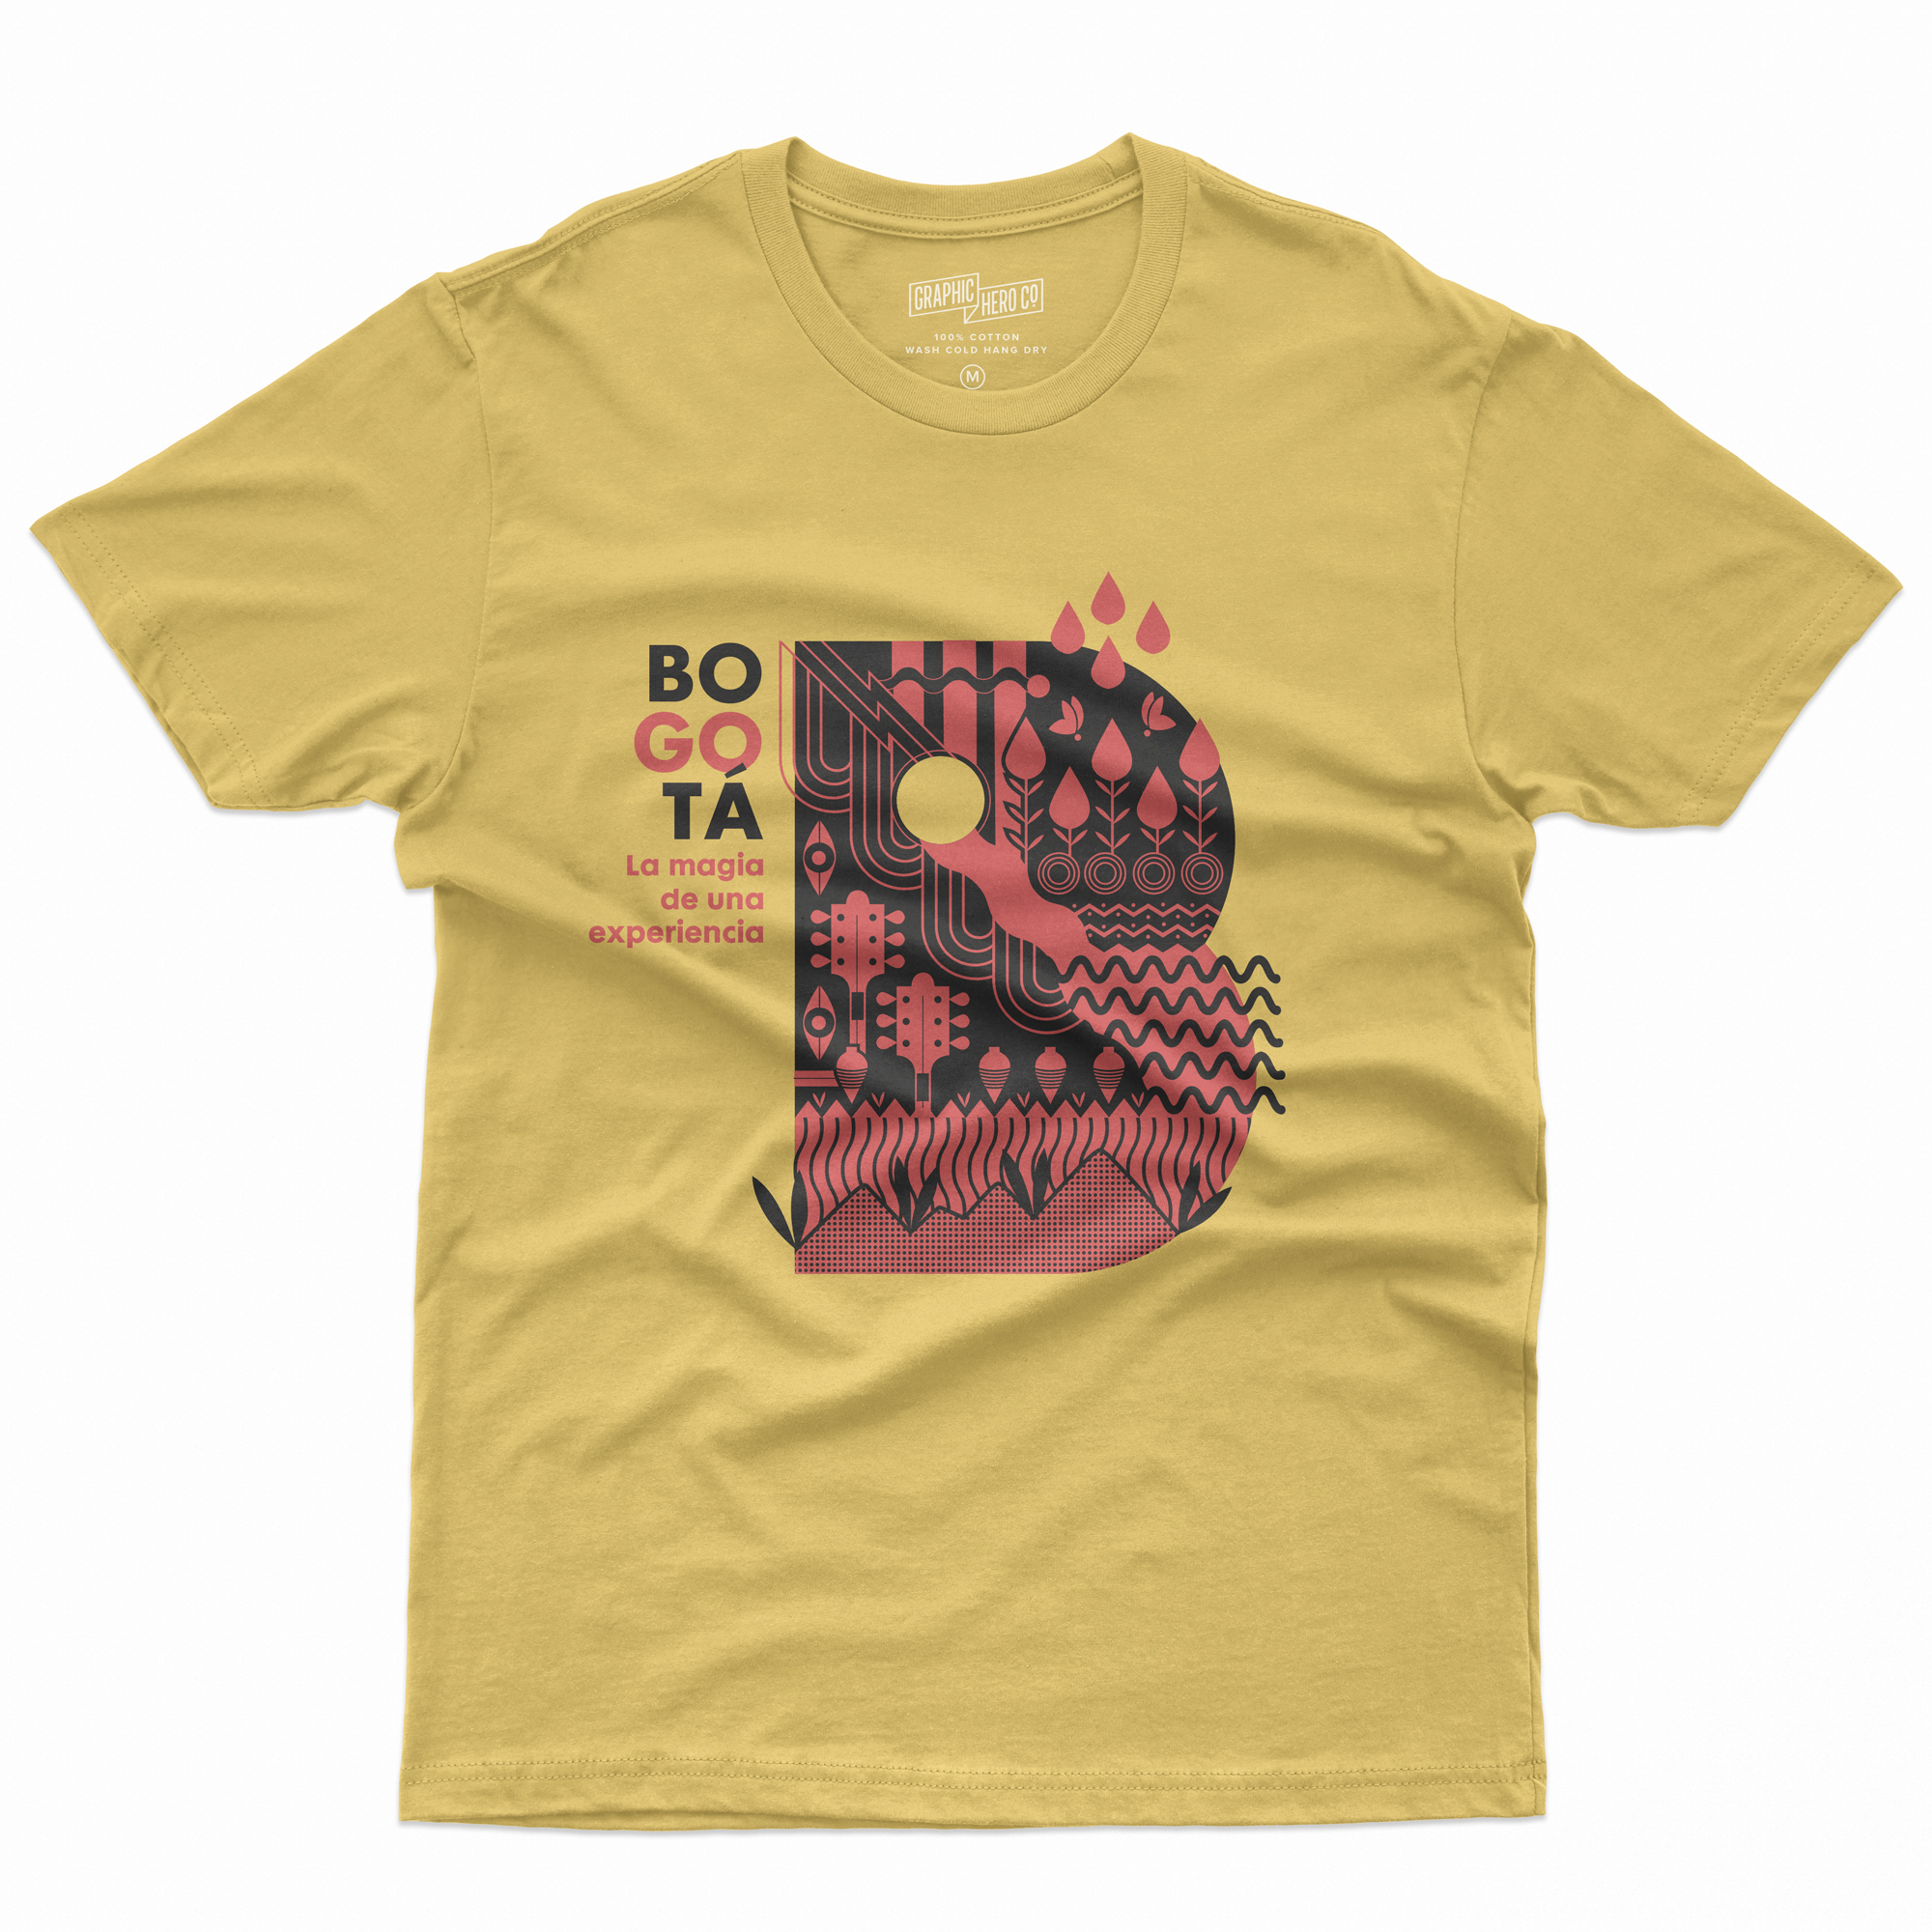 GRAPHIC
HERO CO
100% COTTON
WASH COLD HANG DRY
M
BO
GO
TÁ
La magia
de una
experiencia